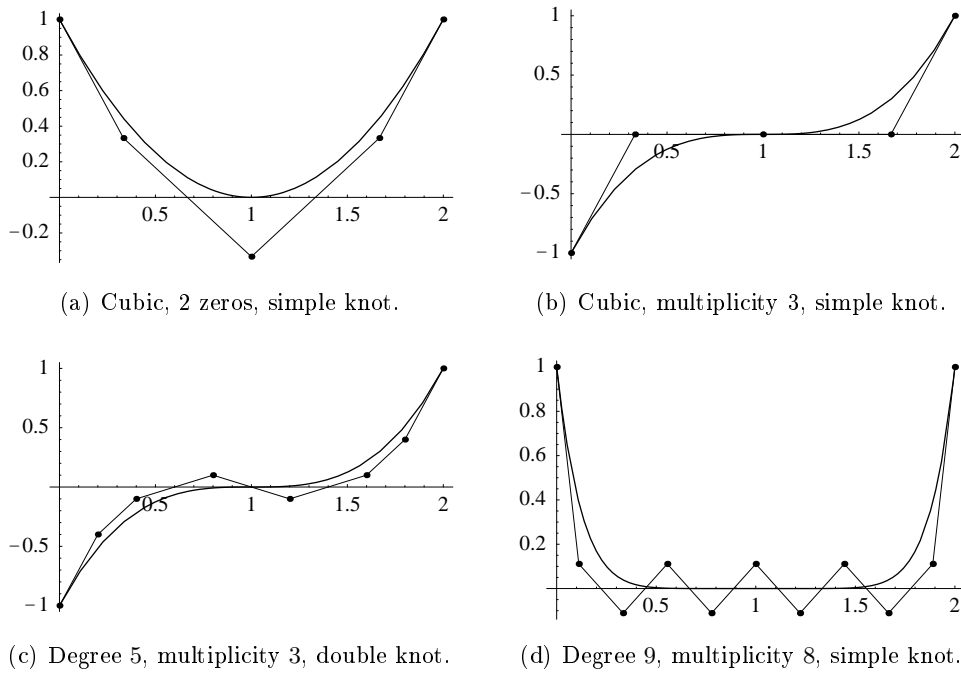 1
0.8
0.6
0.4
0.2
-0.2
0.5 1 1.5 2
(a) Cubic, 2 zeros, simple knot.
1
0.5
-0.5
-1
0.5 1 1.5 2
(b) Cubic, multiplicity 3, simple knot.
1
0.5
-0.5
-1
0.5 1 1.5 2
(c) Degree 5, multiplicity 3, double knot.
1
0.8
0.6
0.4
0.2
0.5 1 1.5 2
(d) Degree 9, multiplicity 8, simple knot.